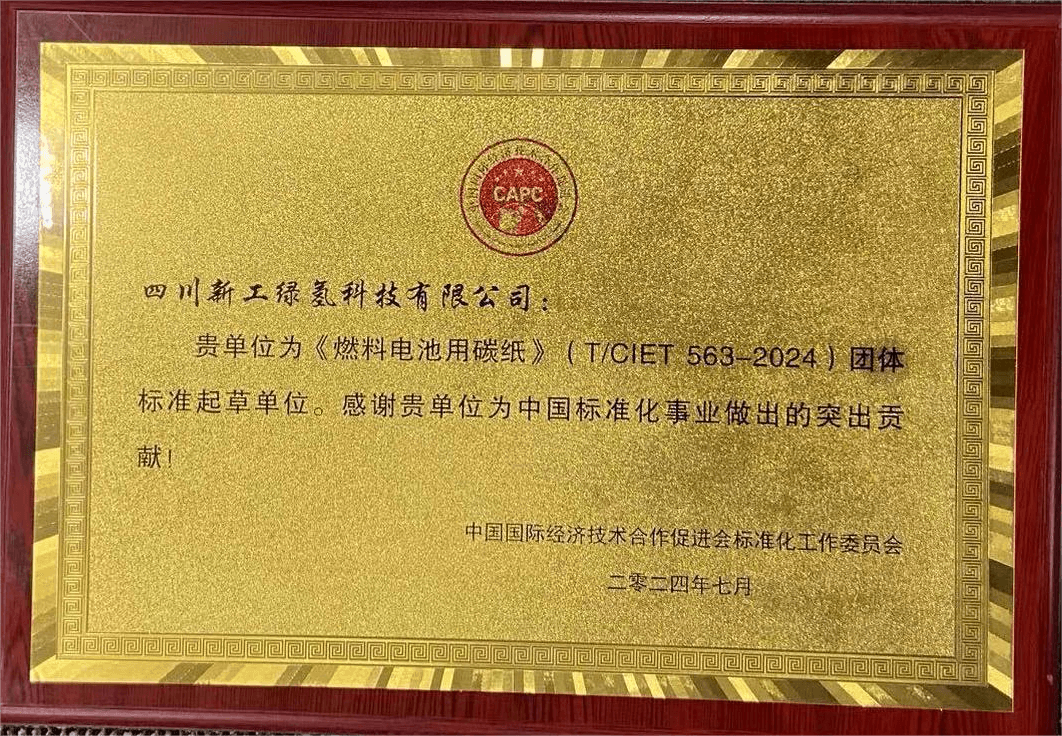 CAPC
四川新工绿氢科技有限公司：
贵单位为《燃料电池用碳纸》（T/CIET 563-2024）团体
标准起草单位。感谢贵单位为中国标准化事业做出的突出贡
献！
中国国际经济技术合作促进会标准化工作委员会
二零二四年七月